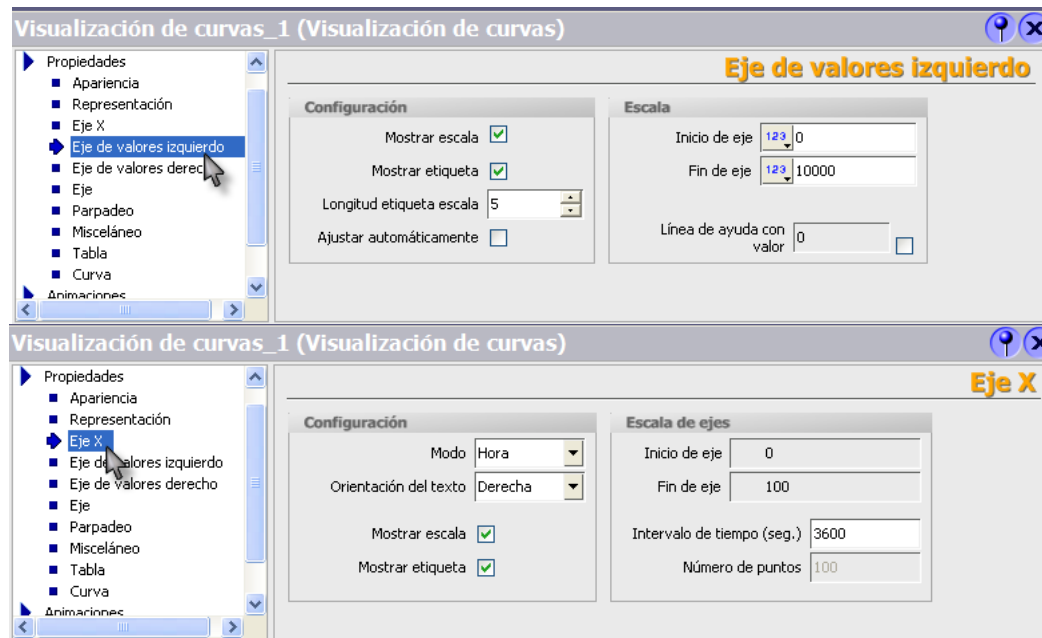 Visualización de curvas_1 (Visualización de curvas)
Propiedades
Apariencia
Representación
Eje X
Eje de valores izquierdo
Eje de valores derecho
Eje
Parpadeo
Misceláneo
Tabla
Curva
Animaciones
Eje de valores izquierdo
Configuración
Mostrar escala
Mostrar etiqueta
Longitud etiqueta escala 5
Ajustar automáticamente
Escala
Inicio de eje 123 0
Fin de eje 123 10000
Línea de ayuda con
valor 0
Visualización de curvas_1 (Visualización de curvas)
Propiedades
Apariencia
Representación
Eje X
Eje de valores izquierdo
Eje de valores derecho
Eje
Parpadeo
Misceláneo
Tabla
Curva
Animaciones
Eje X
Configuración
Modo Hora
Orientación del texto Derecha
Mostrar escala
Mostrar etiqueta
Escala de ejes
Inicio de eje 0
Fin de eje 100
Intervalo de tiempo (seg.) 3600
Número de puntos 100